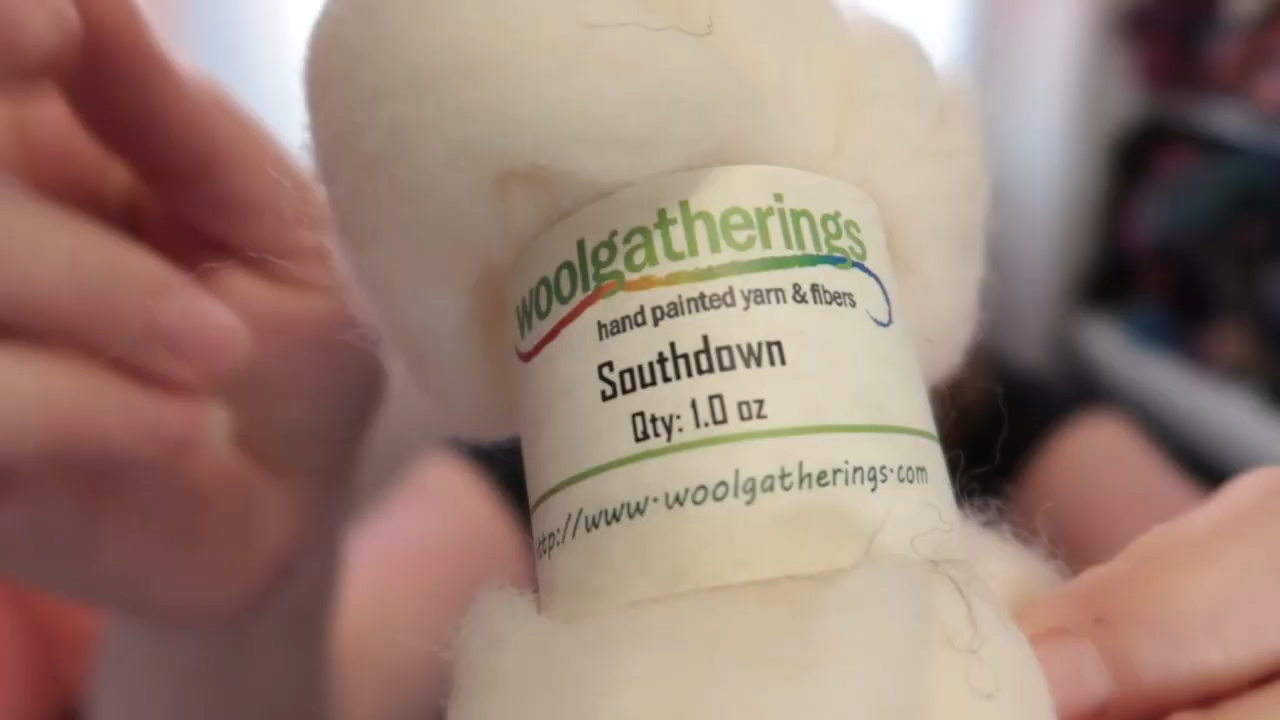 woolgatherings
hand painted yarn & fibers
Southdown
Qty: 1.0 oz
http://www.woolgatherings.com